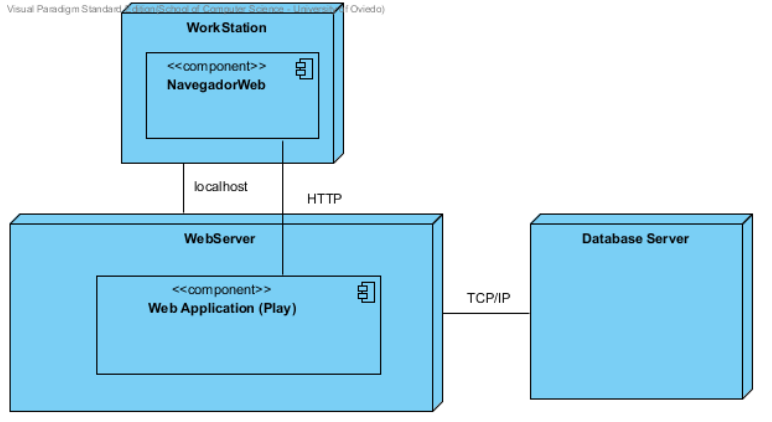 Visual Paradigm Standard Edition(School of Computer Science - University of Oviedo)
WorkStation
<<component>>
NavegadorWeb
localhost
HTTP
WebServer
Database Server
<<component>>
Web Application (Play)
TCP/IP